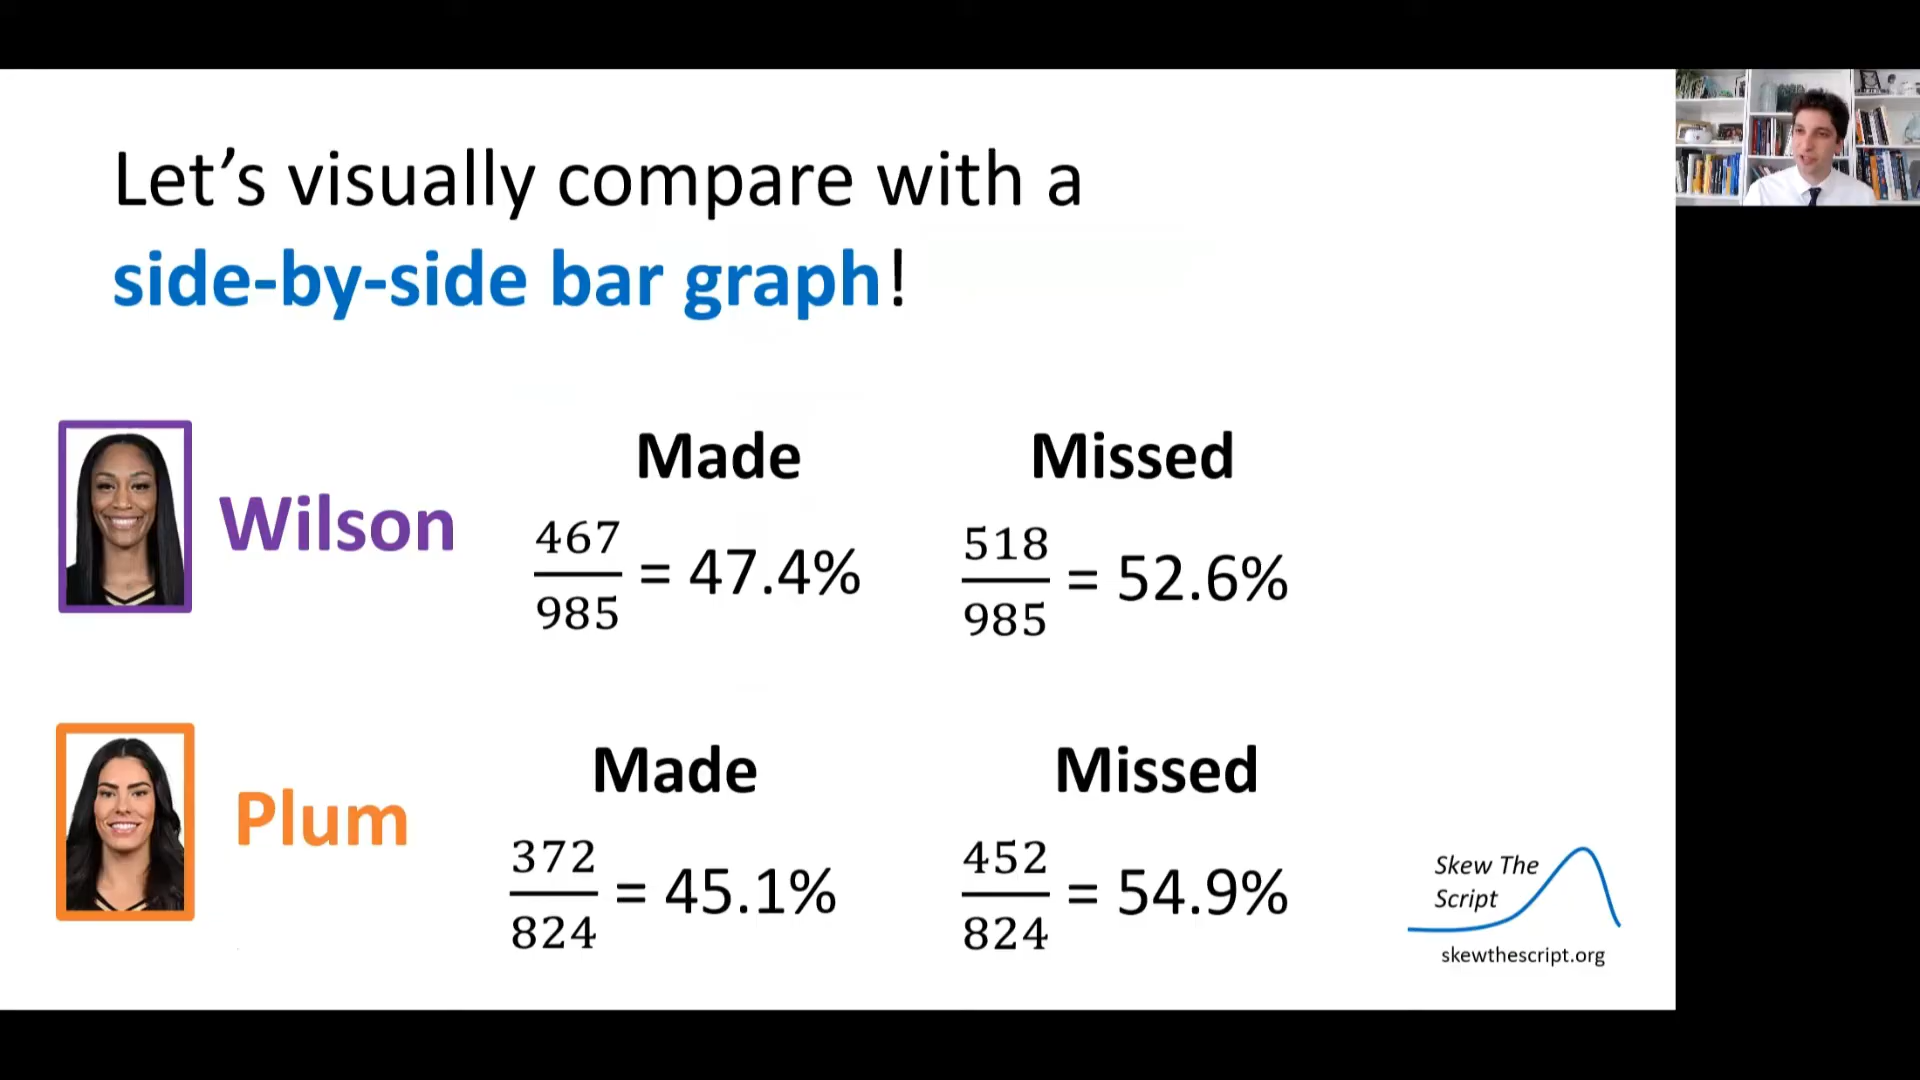 Let’s visually compare with a
side-by-side bar graph!
Wilson
Made
467
985
= 47.4%
Missed
518
985
= 52.6%
Plum
Made
372
824
= 45.1%
Missed
452
824
= 54.9%
Skew The
Script
skewthescript.org